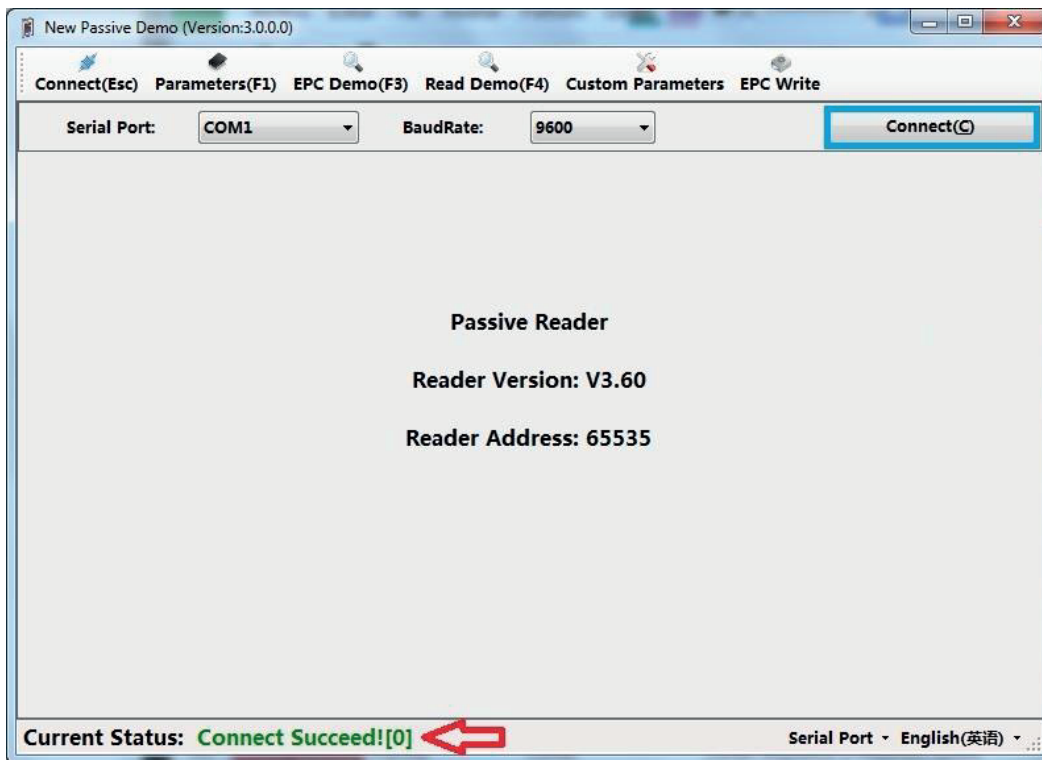 New Passive Demo (Version:3.0.0.0)
Connect(Esc) Parameters(F1) EPC Demo(F3) Read Demo(F4) Custom Parameters EPC Write
Serial Port: COM1 BaudRate: 9600 Connect(C)
Passive Reader
Reader Version: V3.60
Reader Address: 65535
Current Status: Connect Succeed![0] Serial Port English(英语)